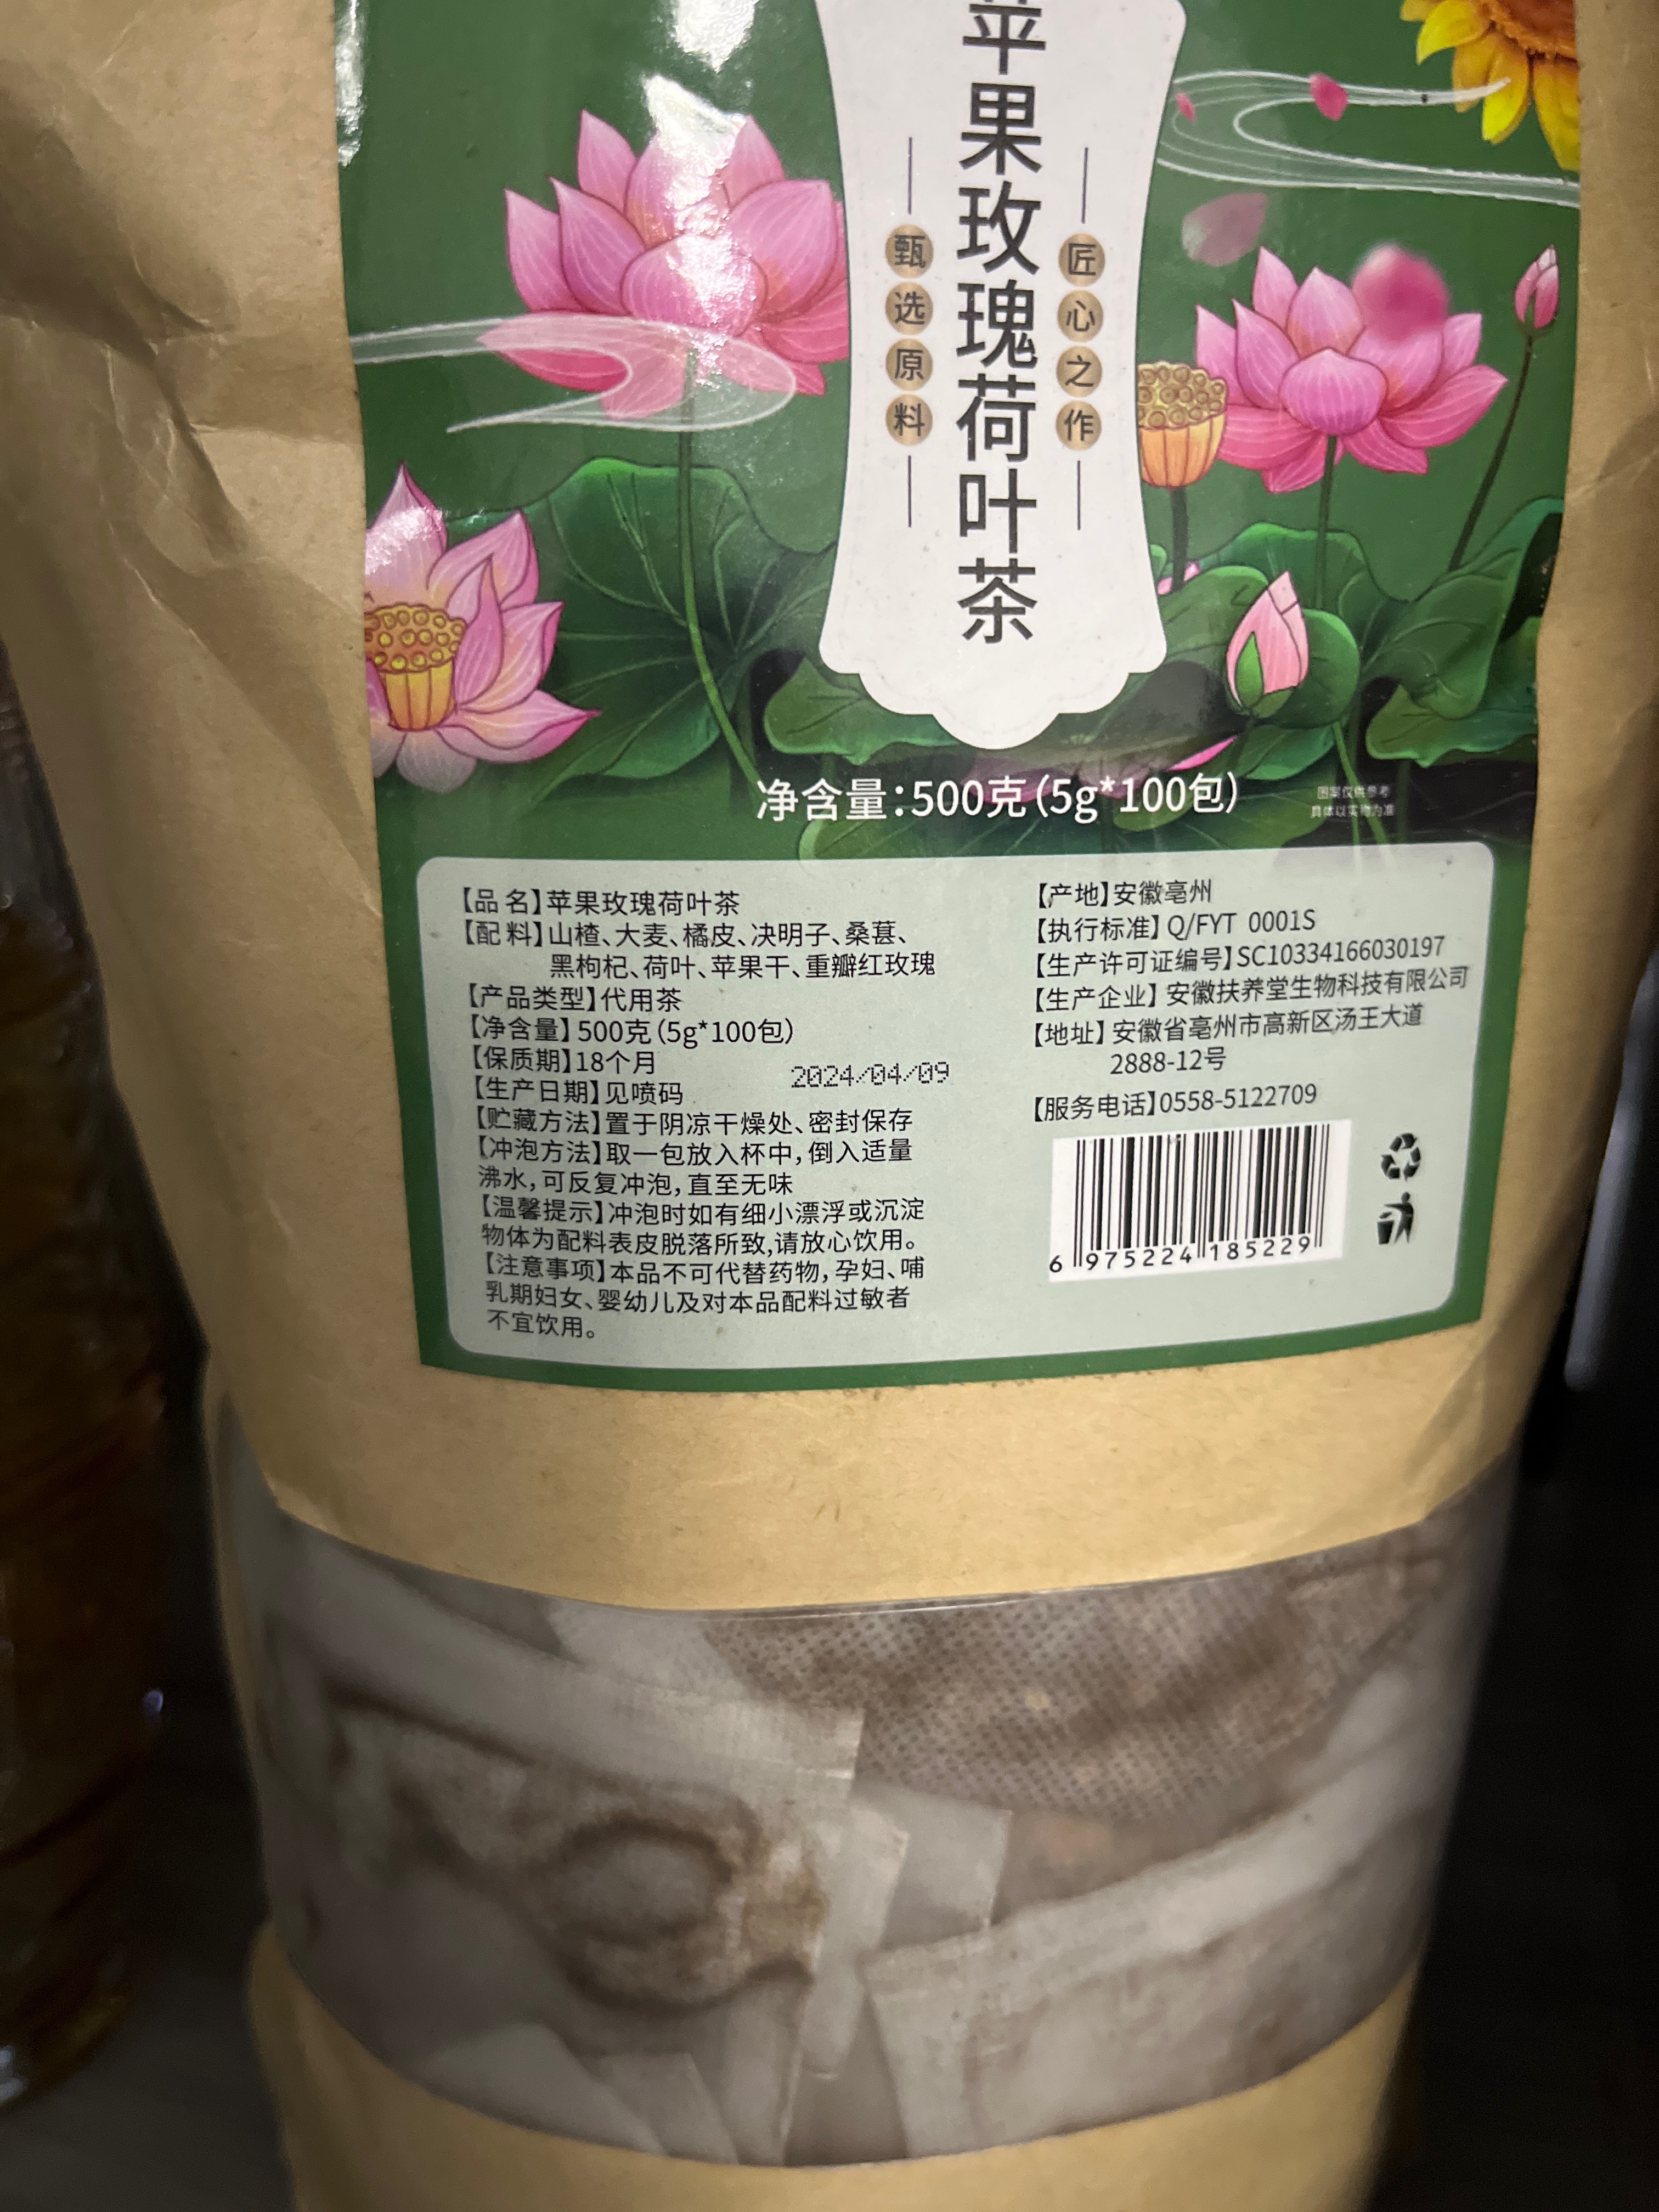 苹果玫瑰荷叶茶
甄选原料
匠心之作
净含量:500克(5g*100包)
图案仅供参考
具体以实物为准
【品 名】苹果玫瑰荷叶茶
【配 料】山楂、大麦、橘皮、决明子、桑葚、
黑枸杞、荷叶、苹果干、重瓣红玫瑰
【产品类型】代用茶
【净含量】500克(5g*100包)
【保质期】18个月
【生产日期】见喷码
2024/04/09
【贮藏方法】置于阴凉干燥处、密封保存
【冲泡方法】取一包放入杯中,倒入适量
沸水,可反复冲泡,直至无味
【温馨提示】冲泡时如有细小漂浮或沉淀
物体为配料表皮脱落所致,请放心饮用。
【注意事项】本品不可代替药物,孕妇、哺
乳期妇女、婴幼儿及对本品配料过敏者
不宜饮用。
【产地】安徽亳州
【执行标准】Q/FYT 0001S
【生产许可证编号】SC10334166030197
【生产企业】安徽扶养堂生物科技有限公司
【地址】安徽省亳州市高新区汤王大道
2888-12号
【服务电话】0558-5122709
6 975224 185229